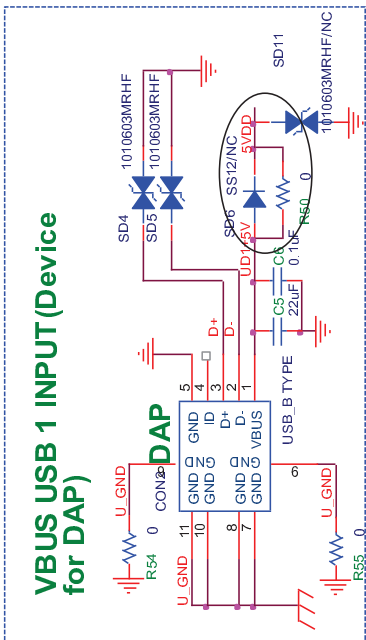 VBUS USB 1 INPUT(Device
for DAP)
SD4
1010603MRHF
SD5
1010603MRHF
SD11
1010603MRHF/NC
5VDD
SS12/NC
SD6
R50
0
UD1+5V
C6
0.1uF
C5
22uF
D+
D-
5
4
3
2
1
GND
ID
D+
D-
VBUS
USB_B TYPE
DAP
GND
GND
GND
GND
GND
GND
6
U_GND
U_GND
U_GND
R54
0
R55
0
11
10
8
7